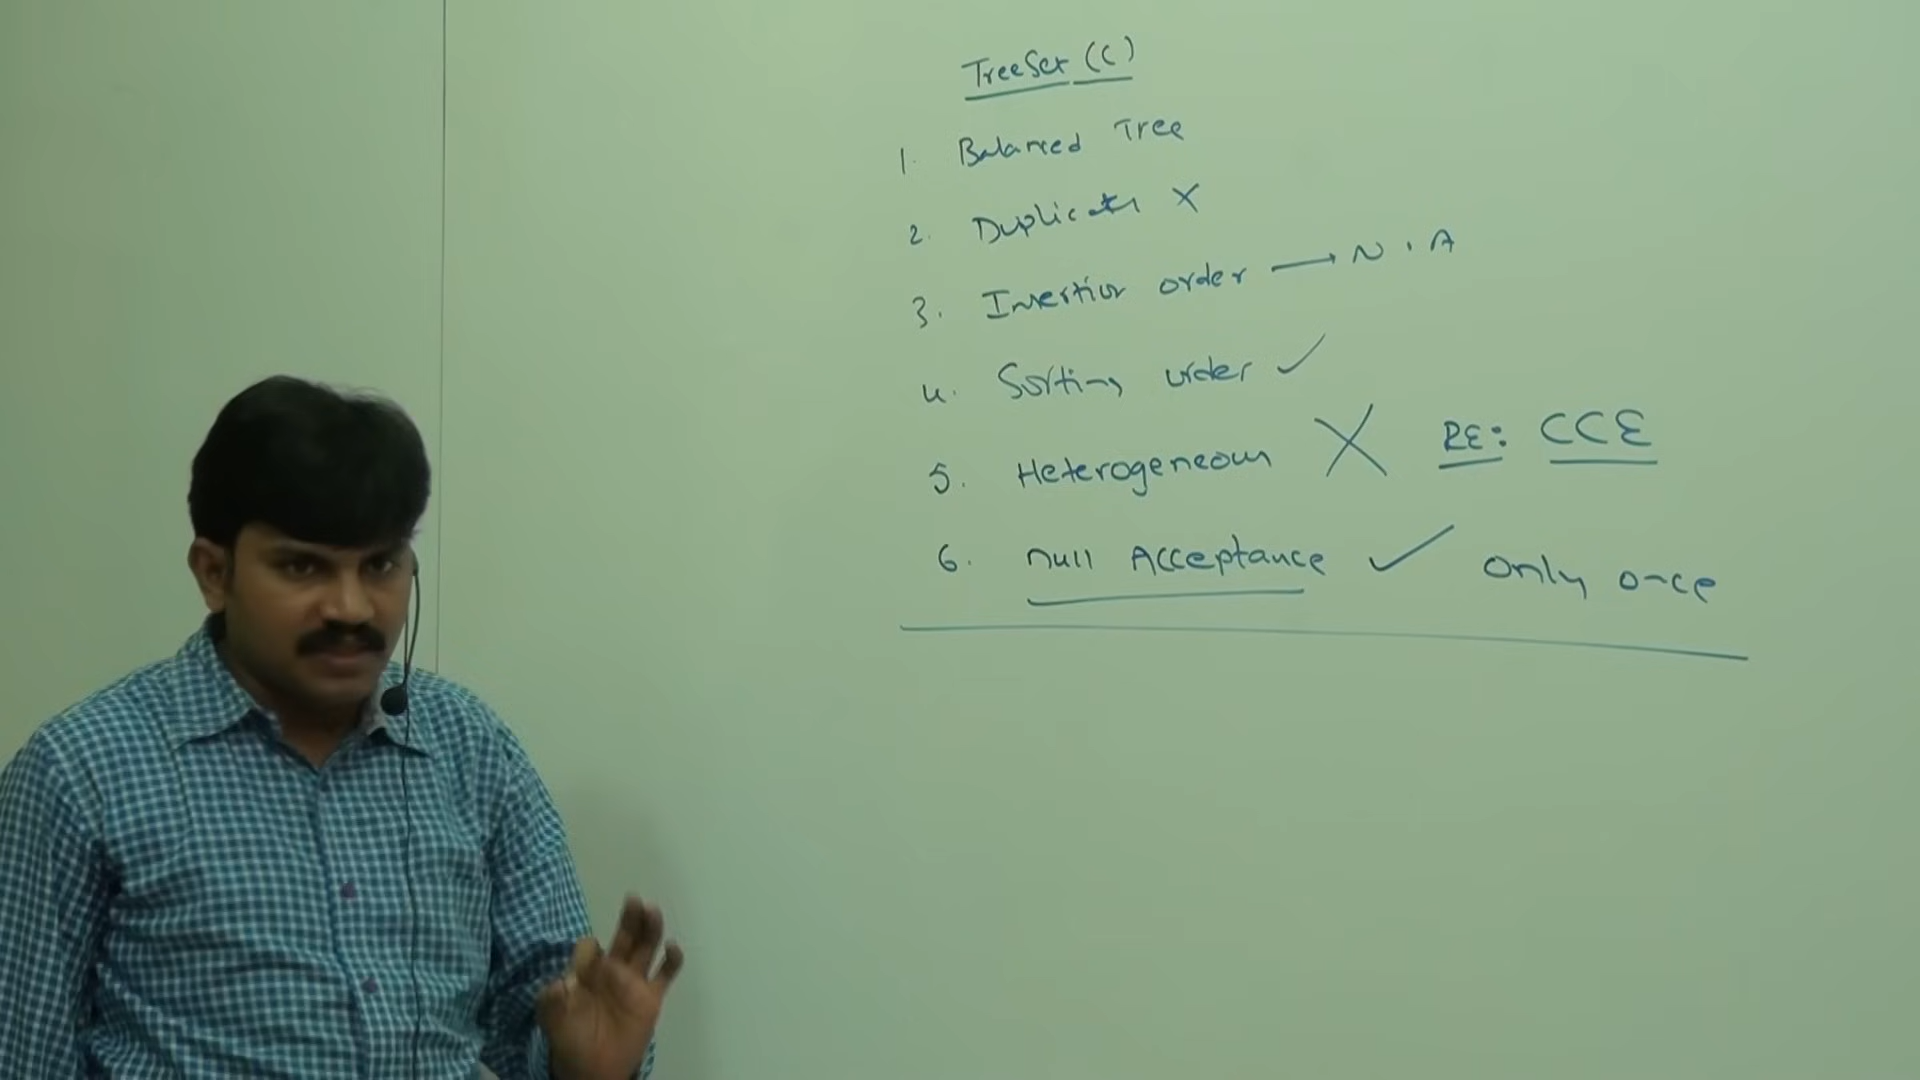 TreeSet (C)
1. Balanced Tree
2. Duplicates X
3. Insertion order → N.A
4. Sorting order ✓
5. Heterogeneous X RE: CCE
6. null Acceptance ✓ only once